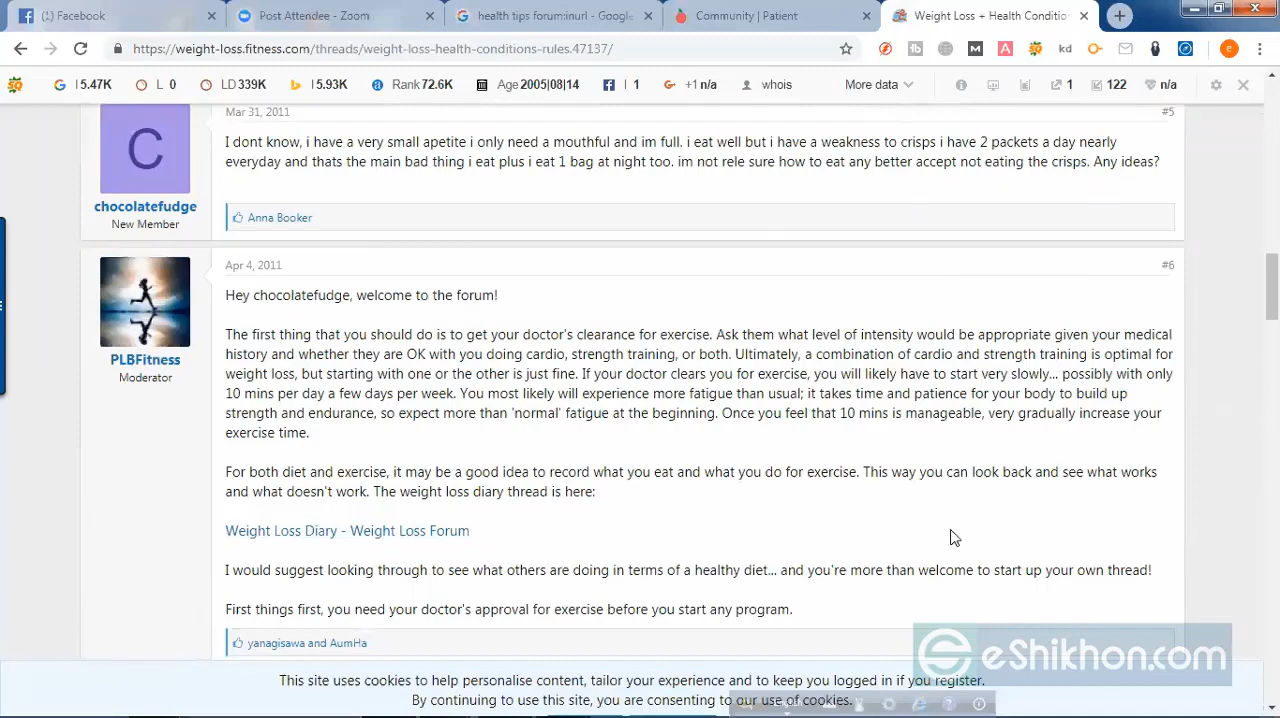 (1) Facebook
Post Attendee - Zoom
health tips forum:inurl - Google
Community | Patient
Weight Loss + Health Conditio
https://weight-loss.fitness.com/threads/weight-loss-health-conditions-rules.47137/
kd
e
I 5.47K
L 0
LD 339K
I 5.93K
Rank 72.6K
Age 2005|08|14
I 1
+1 n/a
whois
More data
1
122
n/a
Mar 31, 2011
#5
C
I dont know, i have a very small apetite i only need a mouthful and im full. i eat well but i have a weakness to crisps i have 2 packets a day nearly
everyday and thats the main bad thing i eat plus i eat 1 bag at night too. im not rele sure how to eat any better accept not eating the crisps. Any ideas?
chocolatefudge
New Member
Anna Booker
Apr 4, 2011
#6
Hey chocolatefudge, welcome to the forum!
The first thing that you should do is to get your doctor's clearance for exercise. Ask them what level of intensity would be appropriate given your medical
history and whether they are OK with you doing cardio, strength training, or both. Ultimately, a combination of cardio and strength training is optimal for
weight loss, but starting with one or the other is just fine. If your doctor clears you for exercise, you will likely have to start very slowly... possibly with only
10 mins per day a few days per week. You most likely will experience more fatigue than usual; it takes time and patience for your body to build up
strength and endurance, so expect more than 'normal' fatigue at the beginning. Once you feel that 10 mins is manageable, very gradually increase your
exercise time.
PLBFitness
Moderator
For both diet and exercise, it may be a good idea to record what you eat and what you do for exercise. This way you can look back and see what works
and what doesn't work. The weight loss diary thread is here:
Weight Loss Diary - Weight Loss Forum
I would suggest looking through to see what others are doing in terms of a healthy diet... and you're more than welcome to start up your own thread!
First things first, you need your doctor's approval for exercise before you start any program.
yanagisawa and AumHa
eShikhon.com
This site uses cookies to help personalise content, tailor your experience and to keep you logged in if you register.
By continuing to use this site, you are consenting to our use of cookies.